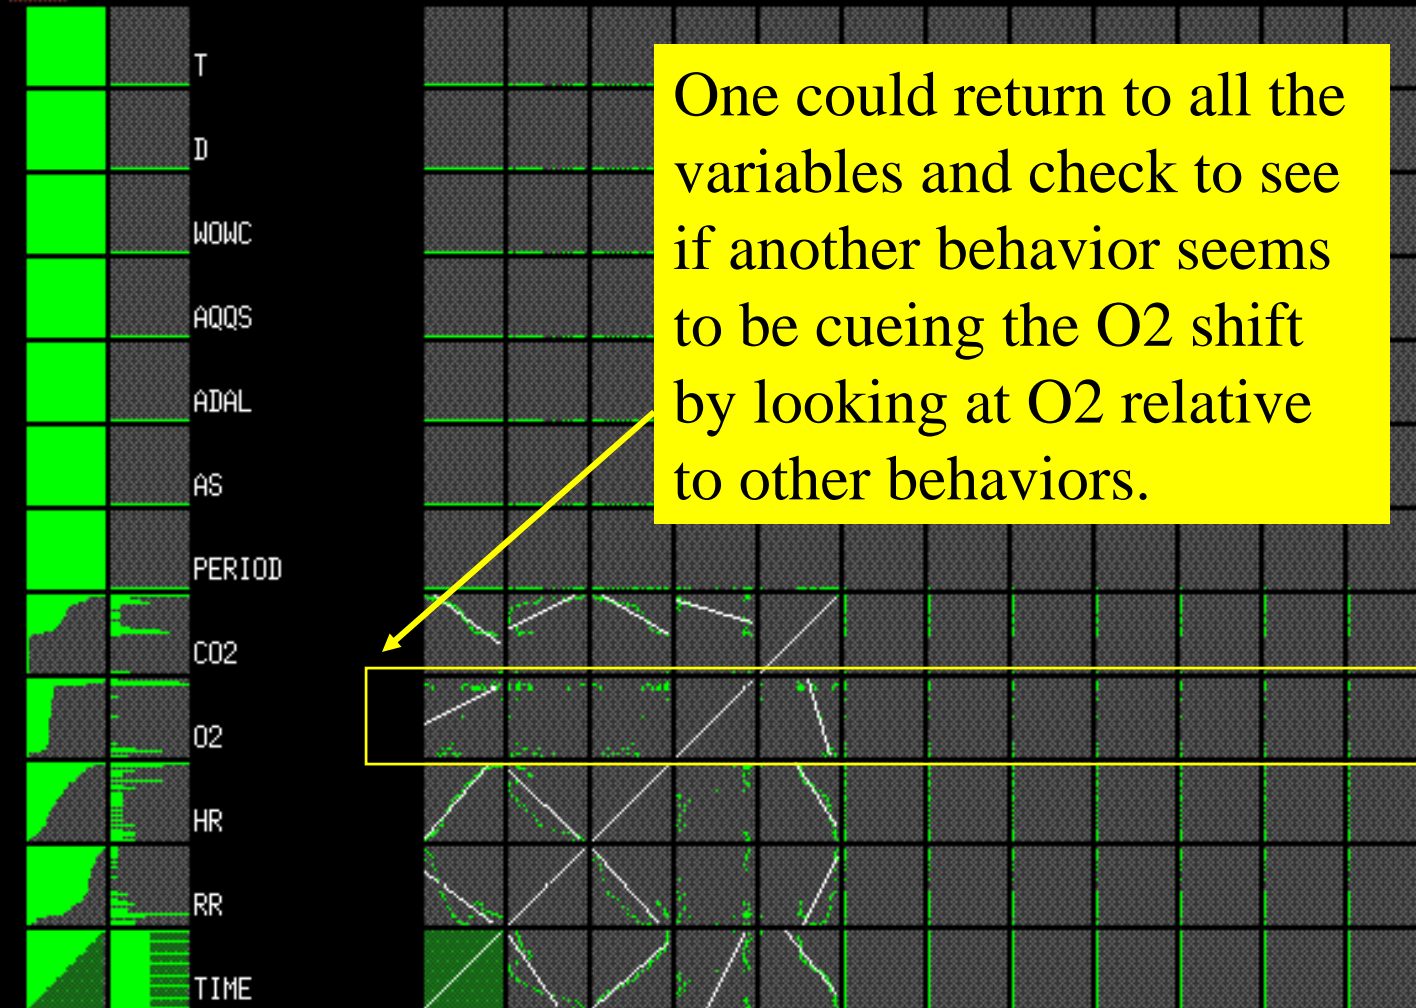 T
One could return to all the
variables and check to see
if another behavior seems
to be cueing the O2 shift
by looking at O2 relative
to other behaviors.
D
WOWC
AQQS
ADAL
AS
PERIOD
CO2
O2
HR
RR
TIME